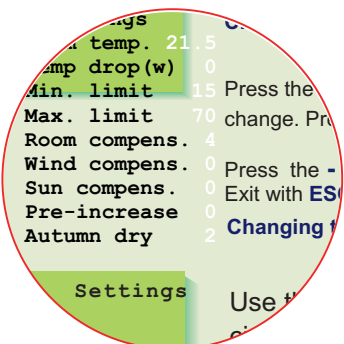 temp. 21.5
drop(w) 0
Min. limit 15
Max. limit 70
Room compens. 4
Wind compens. 0
Sun compens. 0
Pre-increase 0
Autumn dry 2
Settings
Press the
change.
Press the -
Exit with ESC
Changing
Use